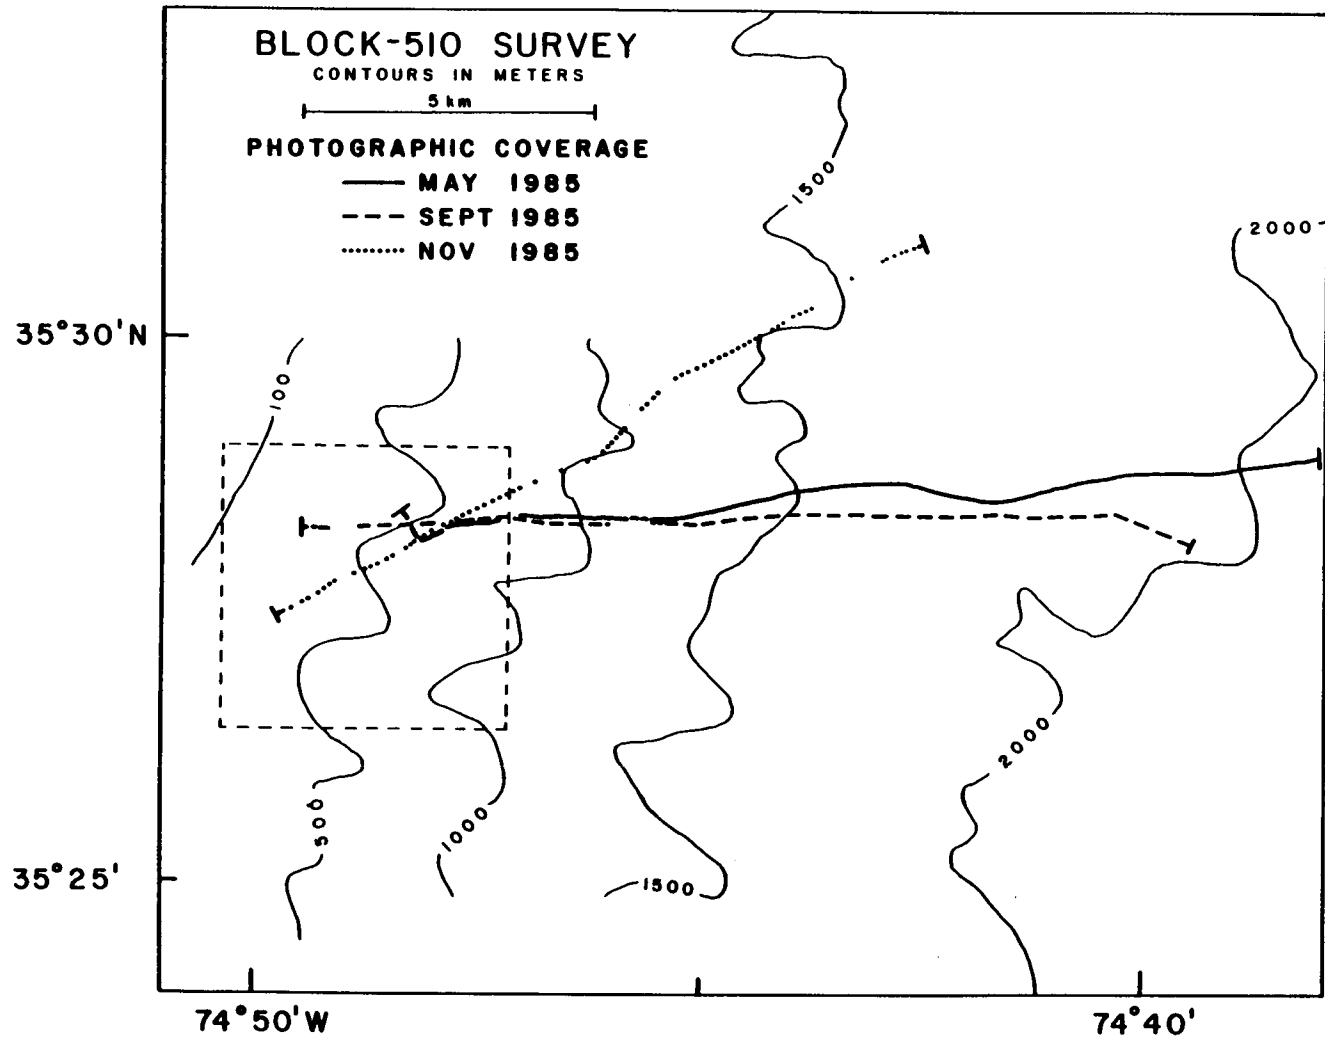 BLOCK-510 SURVEY
CONTOURS IN METERS
5 km
PHOTOGRAPHIC COVERAGE
MAY 1985
SEPT 1985
NOV 1985
1500
2000
35°30'N
100
2000
500
1000
1500
35°25'
74°50'W
74°40'